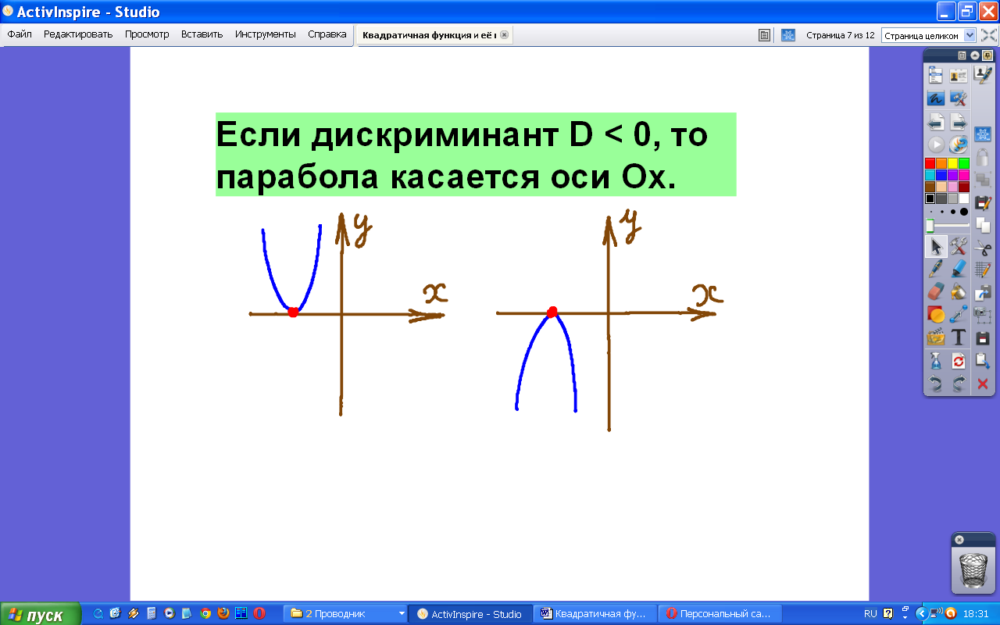 ActivInspire - Studio
Файл Редактировать Просмотр Вставить Инструменты Справка
Квадратичная функция и её г
Страница 7 из 12
Страница целиком
Если дискриминант D < 0, то
парабола касается оси Ox.
y
x
y
x
пуск
2 Проводник
ActivInspire - Studio
Квадратичная фу...
Персональный са...
RU
18:31